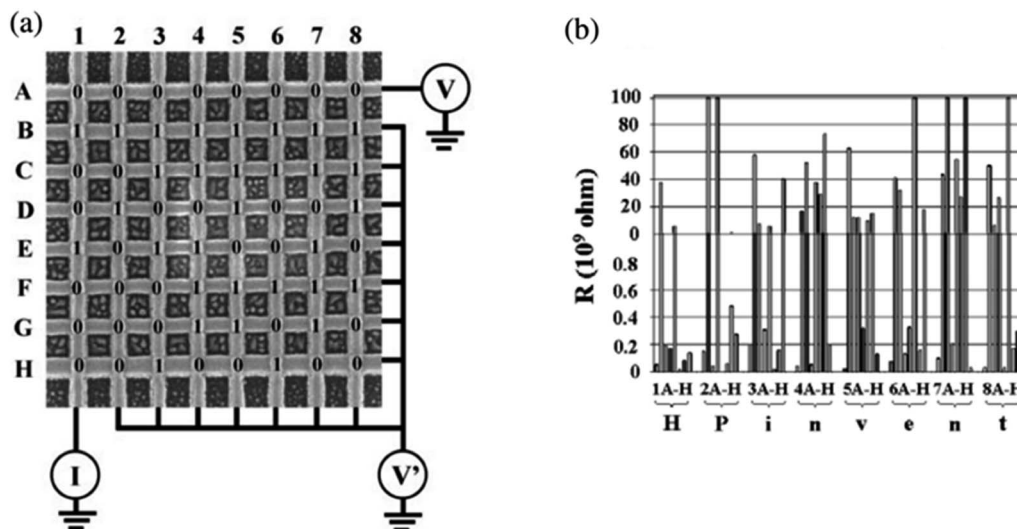 (a)
1 2 3 4 5 6 7 8
A 0 0 0 0 0 0 0 0 V
B 1 1 1 1 1 1 1 1
C 0 0 1 1 1 1 1 1
D 0 1 0 0 1 0 0 1
E 1 0 1 1 0 0 1 0
F 0 0 0 1 1 1 1 1
G 0 0 0 1 1 0 1 0
H 0 0 1 0 0 1 0 0
I V'
(b)
R (10⁹ ohm)
100
80
60
40
20
0
0.8
0.6
0.4
0.2
0
1A-H 2A-H 3A-H 4A-H 5A-H 6A-H 7A-H 8A-H
H P i n v e n t